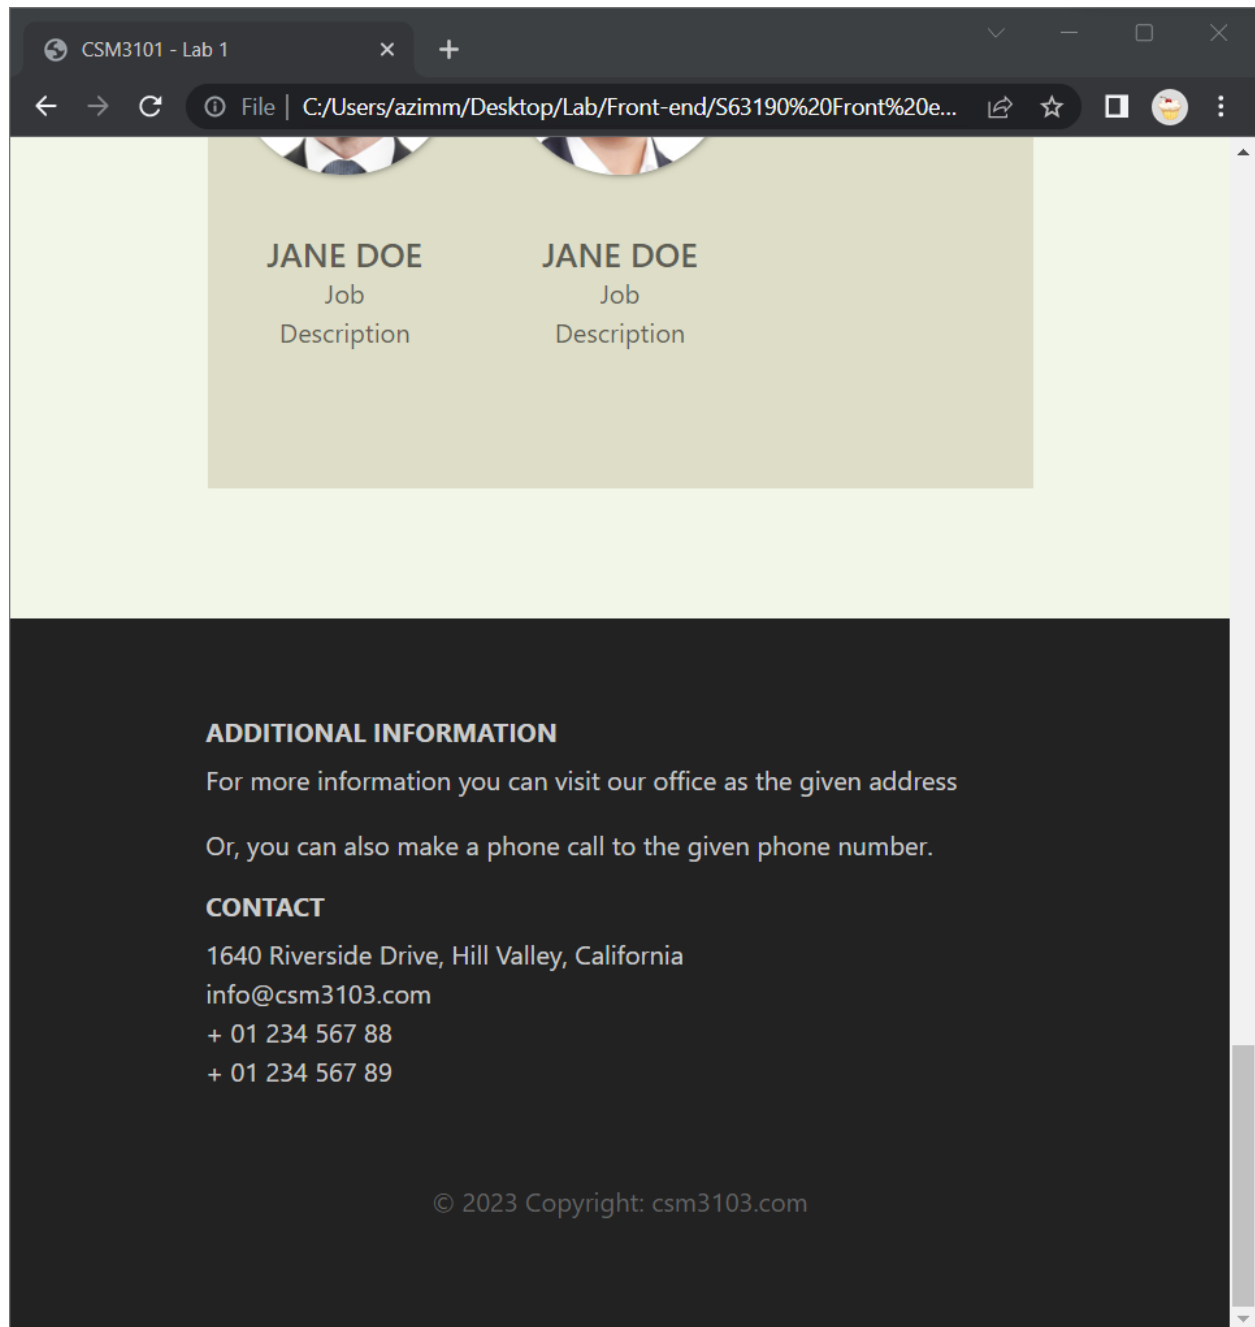 CSM3101 - Lab 1
File | C:/Users/azimm/Desktop/Lab/Front-end/S63190%20Front%20e...
JANE DOE JANE DOE
Job Job
Description Description
ADDITIONAL INFORMATION
For more information you can visit our office as the given address
Or, you can also make a phone call to the given phone number.
CONTACT
1640 Riverside Drive, Hill Valley, California
info@csm3103.com
+ 01 234 567 88
+ 01 234 567 89
© 2023 Copyright: csm3103.com